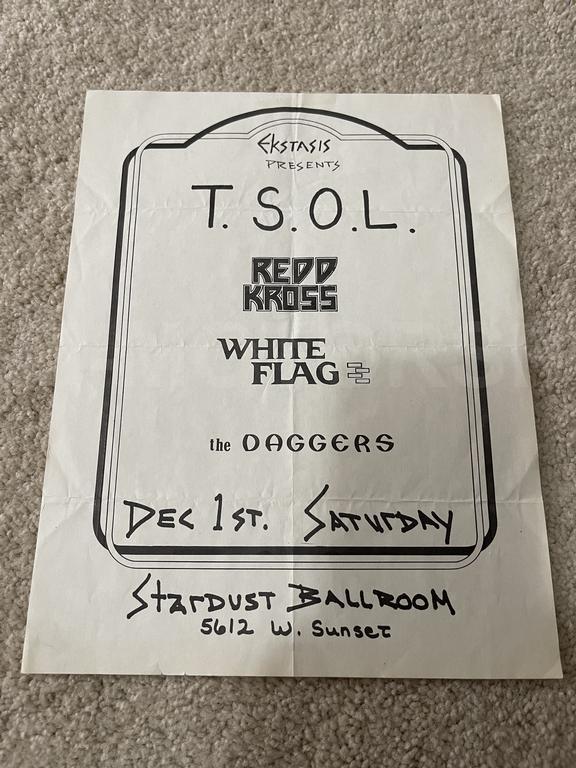 Ekstasis
PRESENTS
T.S.O.L.
REDD
KROSS
WHITE
FLAG
the DAGGERS
DEC 1ST. SATURDAY
STARDUST BALLROOM
5612 W. Sunset